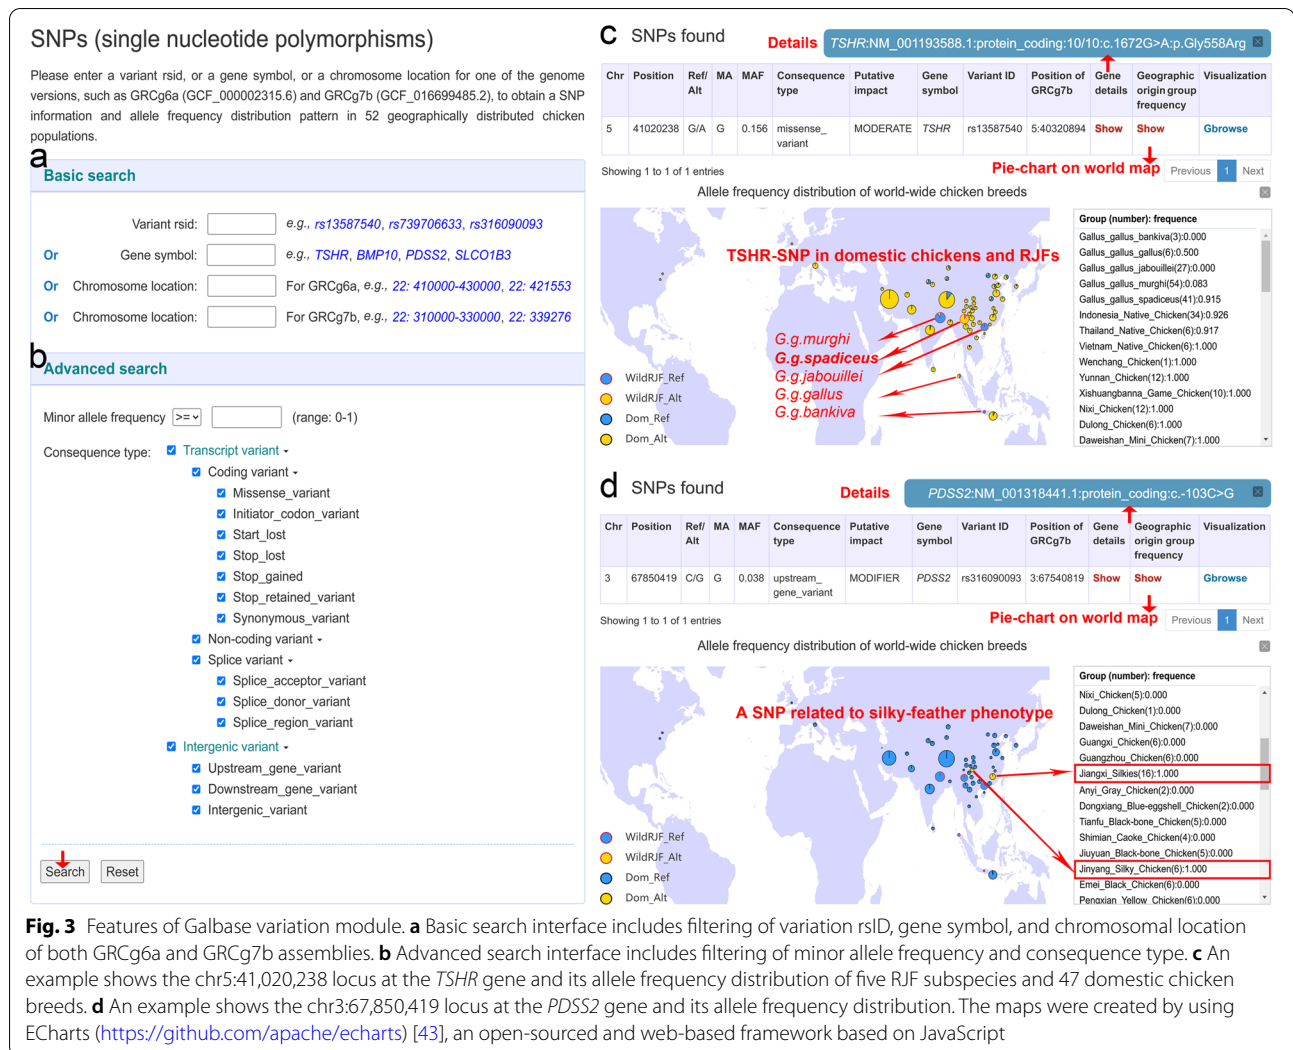 SNPs (single nucleotide polymorphisms)
Please enter a variant rsid, or a gene symbol, or a chromosome location for one of the genome
versions, such as GRCg6a (GCF_000002315.6) and GRCg7b (GCF_016699485.2), to obtain a SNP
information and allele frequency distribution pattern in 52 geographically distributed chicken
populations.
a
Basic search
Variant rsid: e.g., rs13587540, rs739706633, rs316090093
Or Gene symbol: e.g., TSHR, BMP10, PDSS2, SLCO1B3
Or Chromosome location: For GRCg6a, e.g., 22: 410000-430000, 22: 421553
Or Chromosome location: For GRCg7b, e.g., 22: 310000-330000, 22: 339276
b
Advanced search
Minor allele frequency >= (range: 0-1)
Consequence type: Transcript variant
Coding variant
Missense_variant
Initiator_codon_variant
Start_lost
Stop_lost
Stop_gained
Stop_retained_variant
Synonymous_variant
Non-coding variant
Splice variant
Splice_acceptor_variant
Splice_donor_variant
Splice_region_variant
Intergenic variant
Upstream_gene_variant
Downstream_gene_variant
Intergenic_variant
Search Reset
c SNPs found Details TSHR:NM_001193588.1:protein_coding:10/10:c.1672G>A:p.Gly558Arg
Chr Position Ref/ MA MAF Consequence Putative Gene Variant ID Position of Gene Geographic Visualization
Alt type impact symbol GRCg7b details origin group
frequency
5 41020238 G/A G 0.156 missense_ MODERATE TSHR rs13587540 5:40320894 Show Show Gbrowse
variant
Showing 1 to 1 of 1 entries Pie-chart on world map Previous 1 Next
Allele frequency distribution of world-wide chicken breeds
TSHR-SNP in domestic chickens and RJFs
G.g.murghi
G.g.spadiceus
G.g.jabouillei
G.g.gallus
G.g.bankiva
WildRJF_Ref
WildRJF_Alt
Dom_Ref
Dom_Alt
Group (number): frequence
Gallus_gallus_bankiva(3):0.000
Gallus_gallus_gallus(6):0.500
Gallus_gallus_jabouillei(27):0.000
Gallus_gallus_murghi(54):0.083
Gallus_gallus_spadiceus(41):0.915
Indonesia_Native_Chicken(34):0.926
Thailand_Native_Chicken(6):0.917
Vietnam_Native_Chicken(6):1.000
Wenchang_Chicken(1):1.000
Yunnan_Chicken(12):1.000
Xishuangbanna_Game_Chicken(10):1.000
Nixi_Chicken(12):1.000
Dulong_Chicken(6):1.000
Daweishan_Mini_Chicken(7):1.000
d SNPs found Details PDSS2:NM_001318441.1:protein_coding:c.-103C>G
Chr Position Ref/ MA MAF Consequence Putative Gene Variant ID Position of Gene Geographic Visualization
Alt type impact symbol GRCg7b details origin group
frequency
3 67850419 C/G G 0.038 upstream_ MODIFIER PDSS2 rs316090093 3:67540819 Show Show Gbrowse
gene_variant
Showing 1 to 1 of 1 entries Pie-chart on world map Previous 1 Next
Allele frequency distribution of world-wide chicken breeds
A SNP related to silky-feather phenotype
WildRJF_Ref
WildRJF_Alt
Dom_Ref
Dom_Alt
Group (number): frequence
Nixi_Chicken(5):0.000
Dulong_Chicken(1):0.000
Daweishan_Mini_Chicken(7):0.000
Guangxi_Chicken(6):0.000
Guangzhou_Chicken(6):0.000
Jiangxi_Silkies(16):1.000
Anyi_Gray_Chicken(2):0.000
Dongxiang_Blue-eggshell_Chicken(2):0.000
Tianfu_Black-bone_Chicken(5):0.000
Shimian_Caoke_Chicken(4):0.000
Jiuyuan_Black-bone_Chicken(5):0.000
Jinyang_Silky_Chicken(6):1.000
Emei_Black_Chicken(6):0.000
Pengxian_Yellow_Chicken(6):0.000
Fig. 3 Features of Galbase variation module. a Basic search interface includes filtering of variation rsID, gene symbol, and chromosomal location
of both GRCg6a and GRCg7b assemblies. b Advanced search interface includes filtering of minor allele frequency and consequence type. c An
example shows the chr5:41,020,238 locus at the TSHR gene and its allele frequency distribution of five RJF subspecies and 47 domestic chicken
breeds. d An example shows the chr3:67,850,419 locus at the PDSS2 gene and its allele frequency distribution. The maps were created by using
ECharts (https://github.com/apache/echarts) [43], an open-sourced and web-based framework based on JavaScript